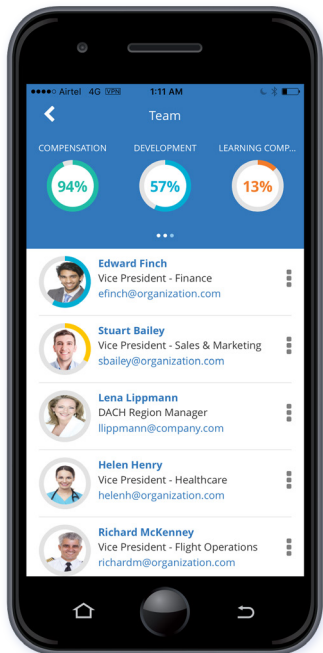 Airtel 4G VPN 1:11 AM
Team
COMPENSATION DEVELOPMENT LEARNING COMP...
94% 57% 13%
Edward Finch
Vice President - Finance
efinch@organization.com
Stuart Bailey
Vice President - Sales & Marketing
sbailey@organization.com
Lena Lippmann
DACH Region Manager
llippmann@company.com
Helen Henry
Vice President - Healthcare
helenh@organization.com
Richard McKenney
Vice President - Flight Operations
richardm@organization.com